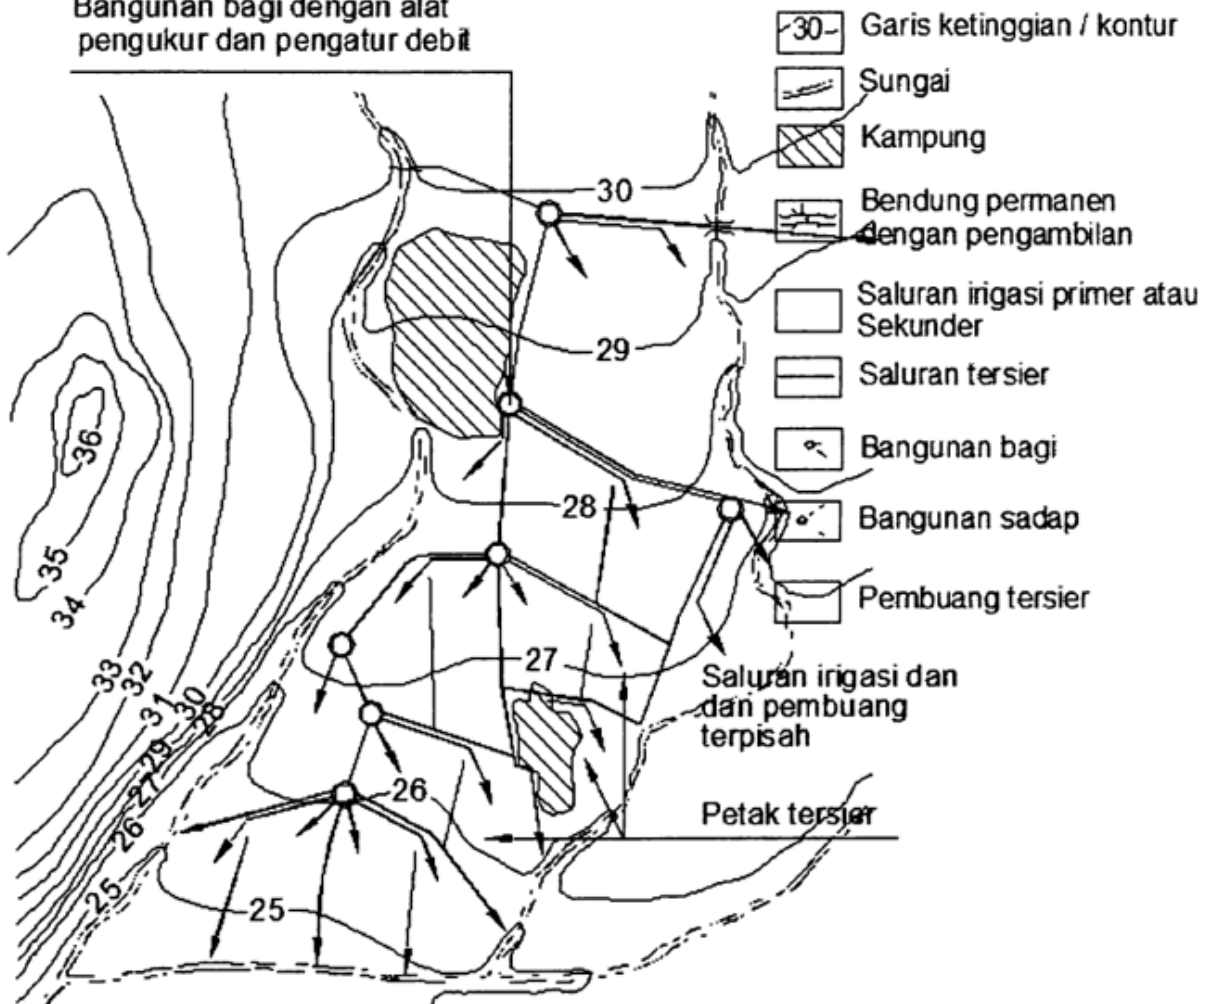 Bangunan bagi dengan alat
pengukur dan pengatur debit
-30-
Garis ketinggian / kontur
Sungai
Kampung
Bendung permanen
dengan pengambilan
Saluran irigasi primer atau
Sekunder
Saluran tersier
Bangunan bagi
Bangunan sadap
Pembuang tersier
30
29
28
27
26
25
36
35
34
33
32
31
30
28
29
27
26
25
Saluran irigasi dan
dan pembuang
terpisah
Petak tersier